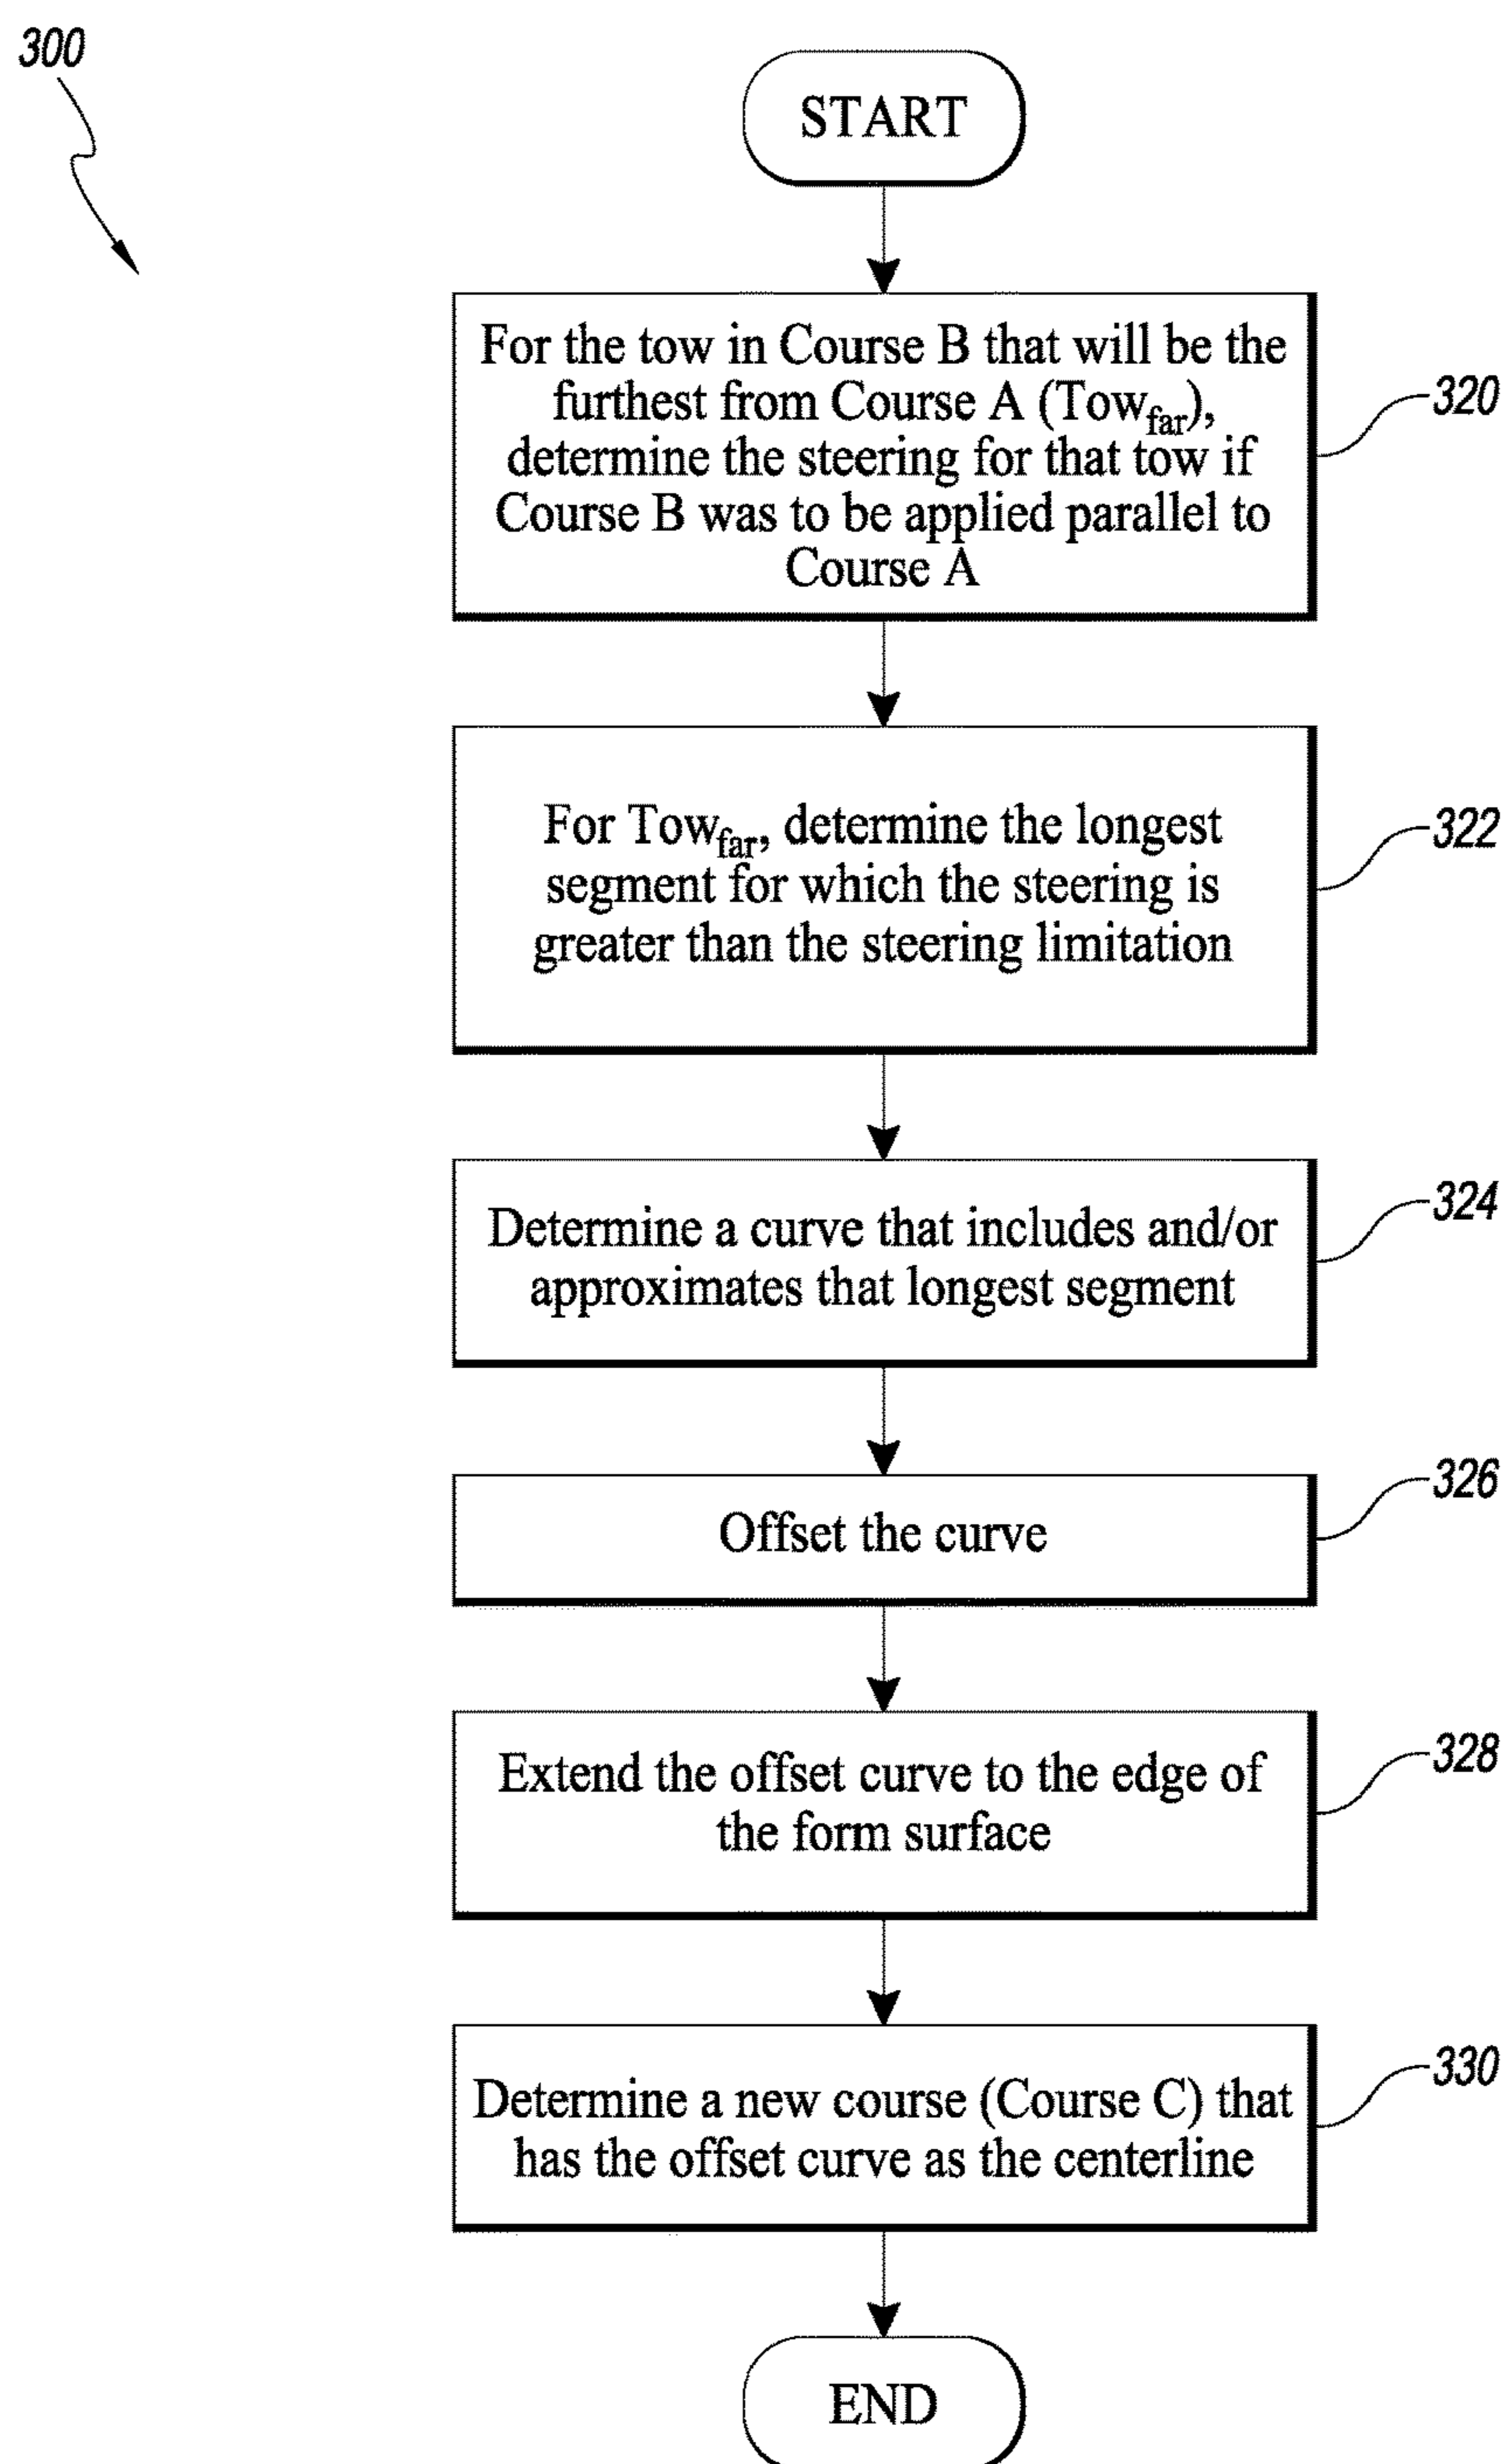 300
START
For the tow in Course B that will be the
furthest from Course A (Tow_far),
determine the steering for that tow if
Course B was to be applied parallel to
Course A
320
For Tow_far, determine the longest
segment for which the steering is
greater than the steering limitation
322
Determine a curve that includes and/or
approximates that longest segment
324
Offset the curve
326
Extend the offset curve to the edge of
the form surface
328
Determine a new course (Course C) that
has the offset curve as the centerline
330
END